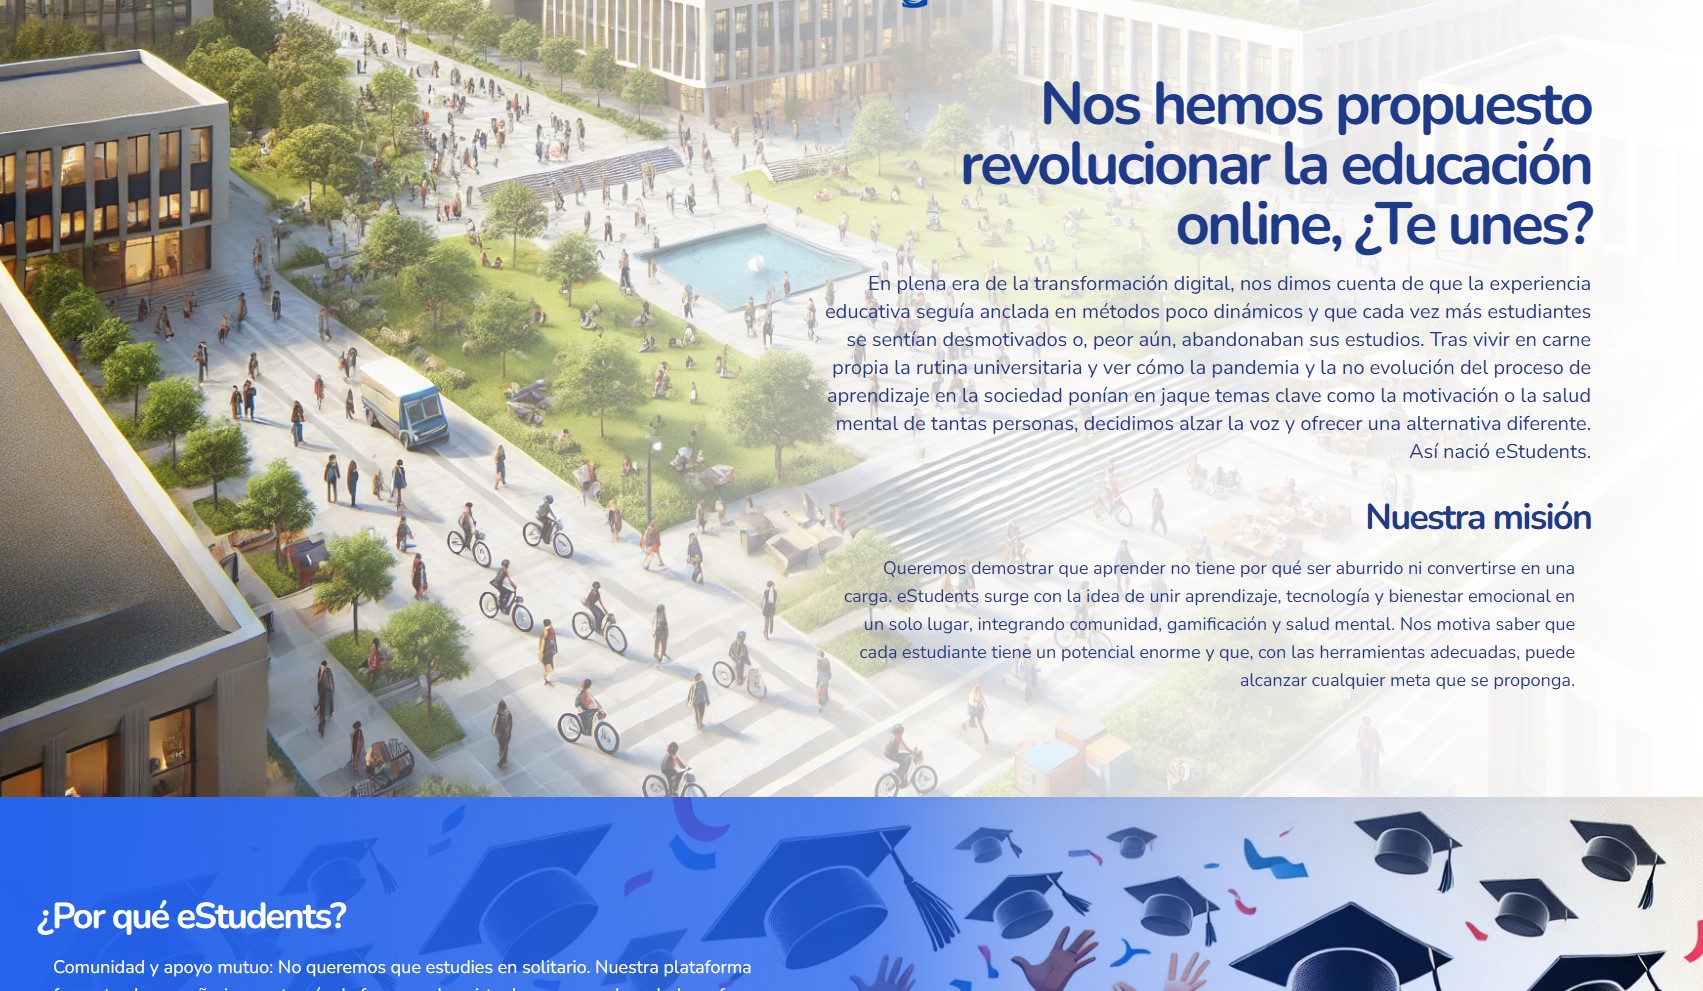 Nos hemos propuesto
revolucionar la educación
online, ¿Te unes?
En plena era de la transformación digital, nos dimos cuenta de que la experiencia
educativa seguía anclada en métodos poco dinámicos y que cada vez más estudiantes
se sentían desmotivados o, peor aún, abandonaban sus estudios. Tras vivir en carne
propia la rutina universitaria y ver cómo la pandemia y la no evolución del proceso de
aprendizaje en la sociedad ponían en jaque temas clave como la motivación o la salud
mental de tantas personas, decidimos alzar la voz y ofrecer una alternativa diferente.
Así nació eStudents.
Nuestra misión
Queremos demostrar que aprender no tiene por qué ser aburrido ni convertirse en una
carga. eStudents surge con la idea de unir aprendizaje, tecnología y bienestar emocional en
un solo lugar, integrando comunidad, gamificación y salud mental. Nos motiva saber que
cada estudiante tiene un potencial enorme y que, con las herramientas adecuadas, puede
alcanzar cualquier meta que se proponga.
¿Por qué eStudents?
Comunidad y apoyo mutuo: No queremos que estudies en solitario. Nuestra plataforma